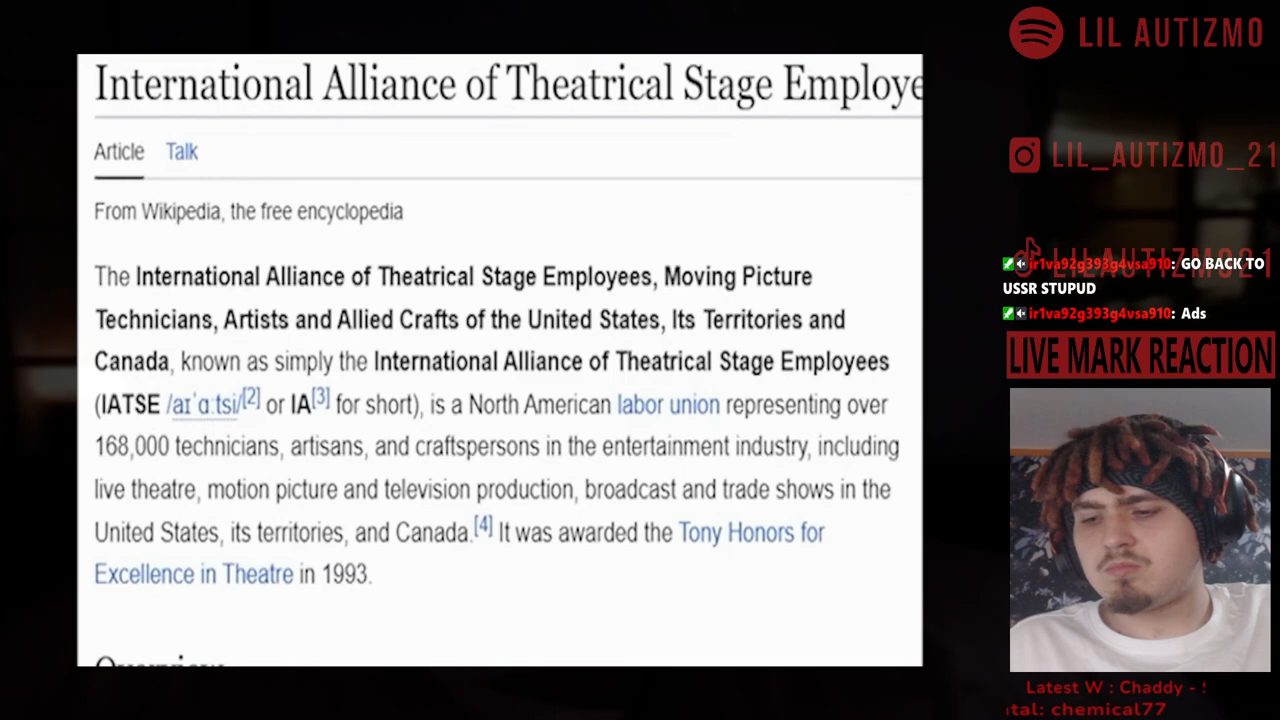 International Alliance of Theatrical Stage Employe
Article Talk
From Wikipedia, the free encyclopedia
The International Alliance of Theatrical Stage Employees, Moving Picture
Technicians, Artists and Allied Crafts of the United States, Its Territories and
Canada, known as simply the International Alliance of Theatrical Stage Employees
(IATSE /aɪˈɑːtsi/[2] or IA[3] for short), is a North American labor union representing over
168,000 technicians, artisans, and craftspersons in the entertainment industry, including
live theatre, motion picture and television production, broadcast and trade shows in the
United States, its territories, and Canada.[4] It was awarded the Tony Honors for
Excellence in Theatre in 1993.
Overview
LIL AUTIZMO
LIL_AUTIZMO_21
LILAUTIZMO21
ir1va92g393g4vsa910: GO BACK TO
USSR STUPUD
ir1va92g393g4vsa910: Ads
LIVE MARK REACTION
Latest W : Chaddy -
tal: chemical77